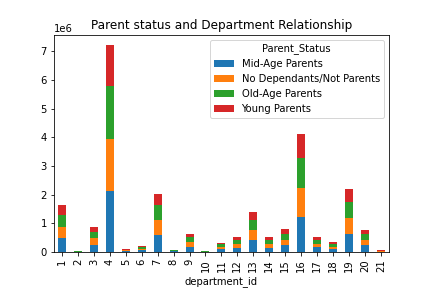 Parent status and Department Relationship
1e6
7
6
5
4
3
2
1
0
Parent_Status
Mid-Age Parents
No Dependants/Not Parents
Old-Age Parents
Young Parents
1 2 3 4 5 6 7 8 9 10 11 12 13 14 15 16 17 18 19 20 21
department_id